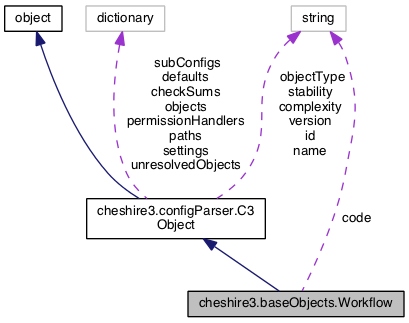 object
dictionary
string
subConfigs
defaults
checkSums
objects
permissionHandlers
paths
settings
unresolvedObjects
objectType
stability
complexity
version
id
name
cheshire3.configParser.C3
Object
code
cheshire3.baseObjects.Workflow